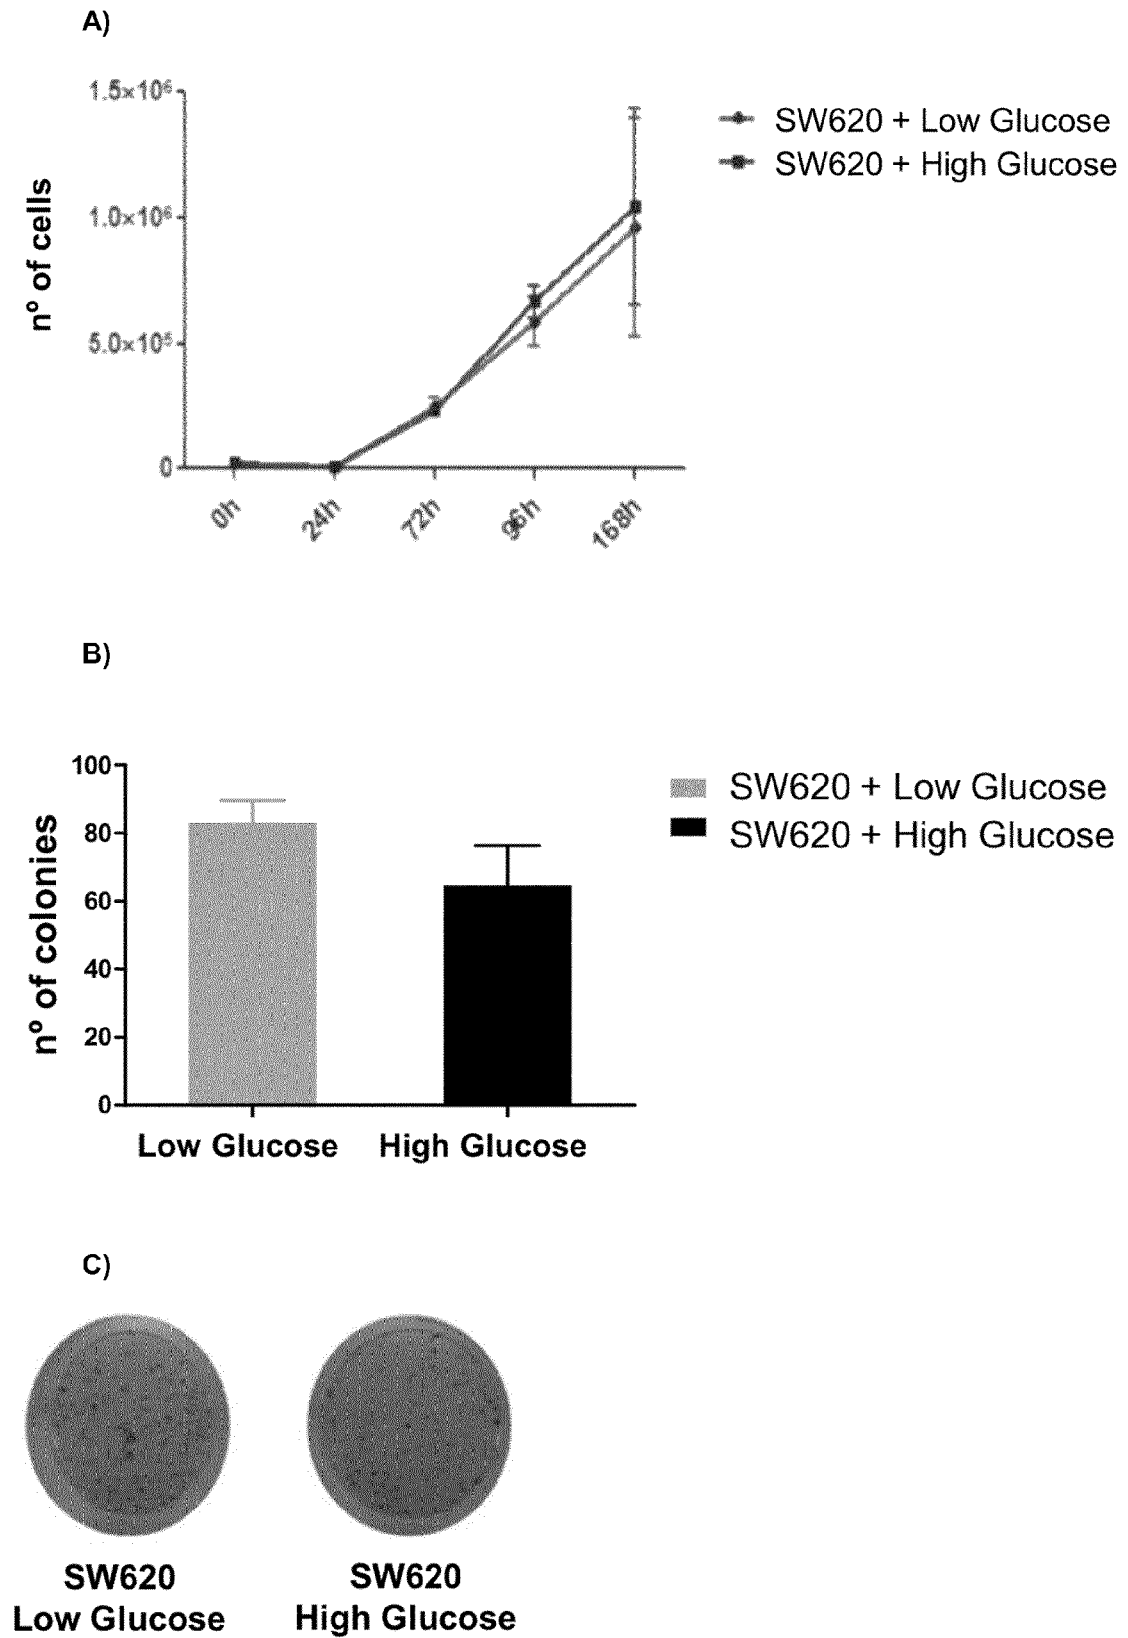 A)
1.5×10⁶
1.0×10⁶
5.0×10⁵
0
nº of cells
0h
24h
72h
96h
168h
SW620 + Low Glucose
SW620 + High Glucose
B)
100
80
60
40
20
0
nº of colonies
Low Glucose
High Glucose
SW620 + Low Glucose
SW620 + High Glucose
C)
SW620
Low Glucose
SW620
High Glucose